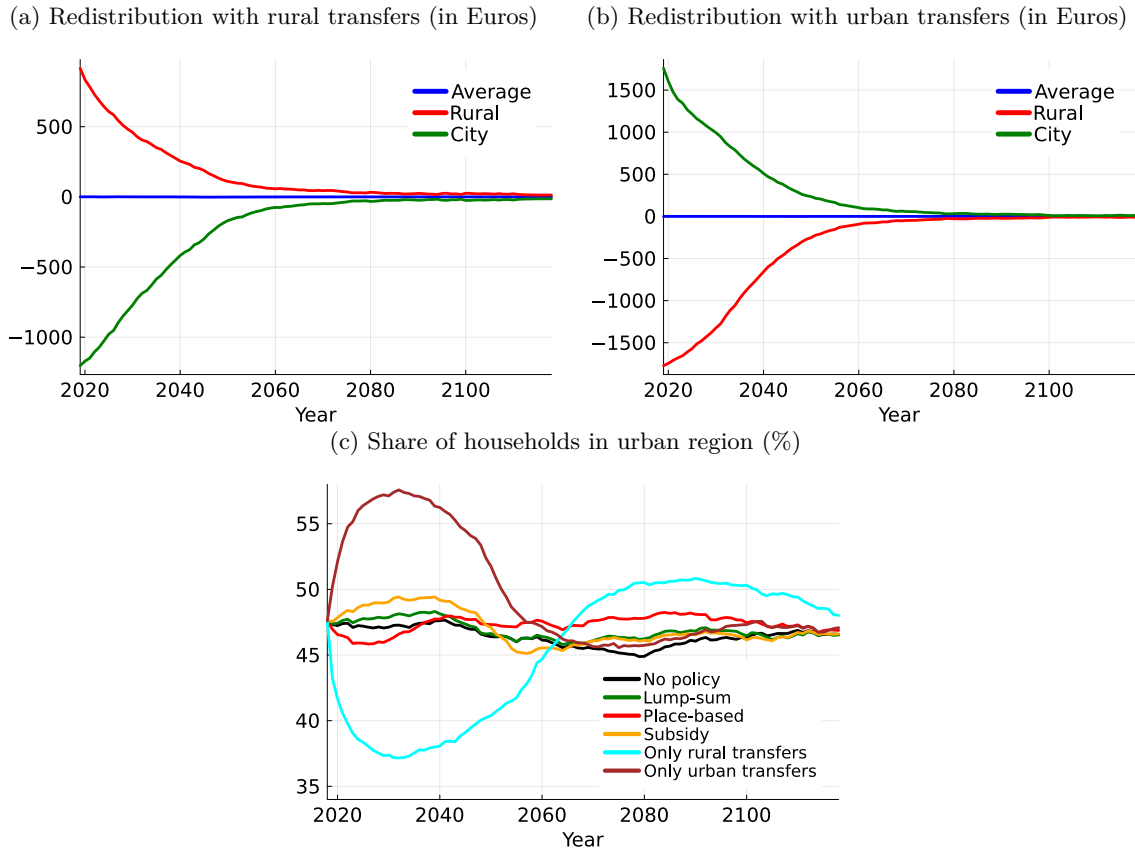 (a) Redistribution with rural transfers (in Euros)
500
0
−500
−1000
Average
Rural
City
2020 2040 2060 2080 2100
Year
(b) Redistribution with urban transfers (in Euros)
1500
1000
500
0
−500
−1000
−1500
Average
Rural
City
2020 2040 2060 2080 2100
Year
(c) Share of households in urban region (%)
55
50
45
40
35
No policy
Lump-sum
Place-based
Subsidy
Only rural transfers
Only urban transfers
2020 2040 2060 2080 2100
Year